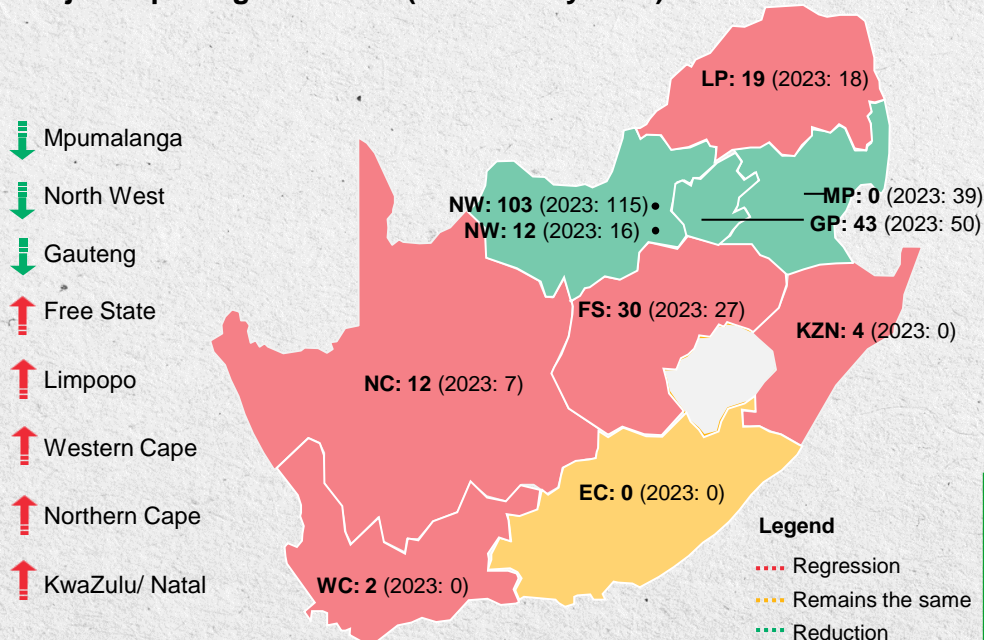 LP: 19 (2023: 18)
Mpumalanga
North West
Gauteng
Free State
Limpopo
Western Cape
Northern Cape
KwaZulu/ Natal
NW: 103 (2023: 115)
NW: 12 (2023: 16)
MP: 0 (2023: 39)
GP: 43 (2023: 50)
FS: 30 (2023: 27)
KZN: 4 (2023: 0)
NC: 12 (2023: 7)
EC: 0 (2023: 0)
WC: 2 (2023: 0)
Legend
Regression
Remains the same
Reduction